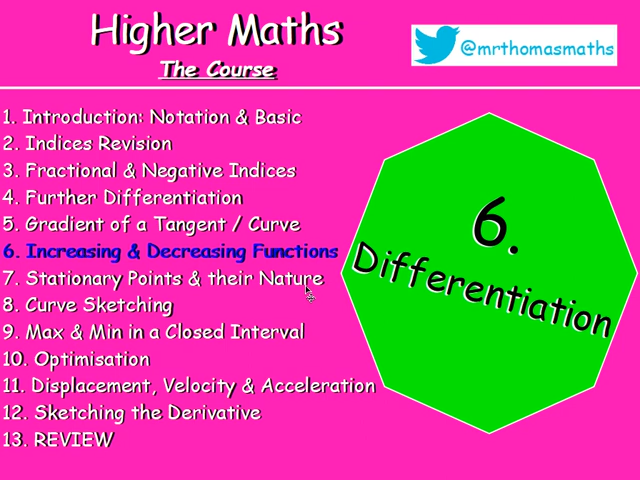 Higher Maths
The Course
@mrthomasmaths
1. Introduction: Notation & Basic
2. Indices Revision
3. Fractional & Negative Indices
4. Further Differentiation
5. Gradient of a Tangent / Curve
6. Increasing & Decreasing Functions
7. Stationary Points & their Nature
8. Curve Sketching
9. Max & Min in a Closed Interval
10. Optimisation
11. Displacement, Velocity & Acceleration
12. Sketching the Derivative
13. REVIEW
6.
Differentiation